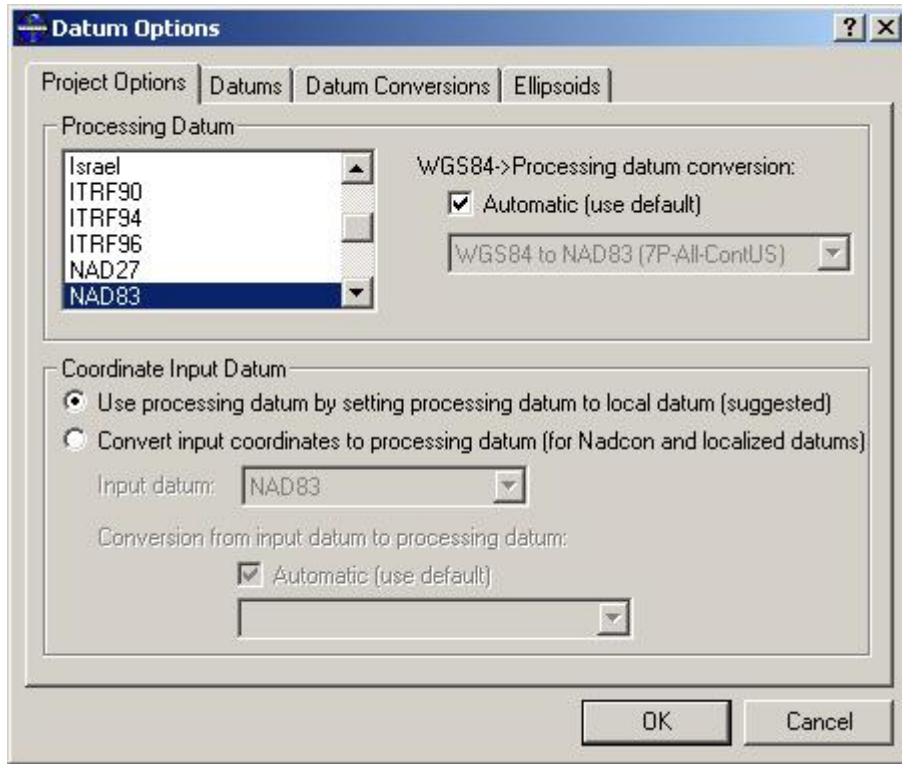 Datum Options
Project Options Datums Datum Conversions Ellipsoids
Processing Datum
Israel
ITRF90
ITRF94
ITRF96
NAD27
NAD83
WGS84->Processing datum conversion:
Automatic (use default)
WGS84 to NAD83 (7P-All-ContUS)
Coordinate Input Datum
Use processing datum by setting processing datum to local datum (suggested)
Convert input coordinates to processing datum (for Nadcon and localized datums)
Input datum: NAD83
Conversion from input datum to processing datum:
Automatic (use default)
OK Cancel